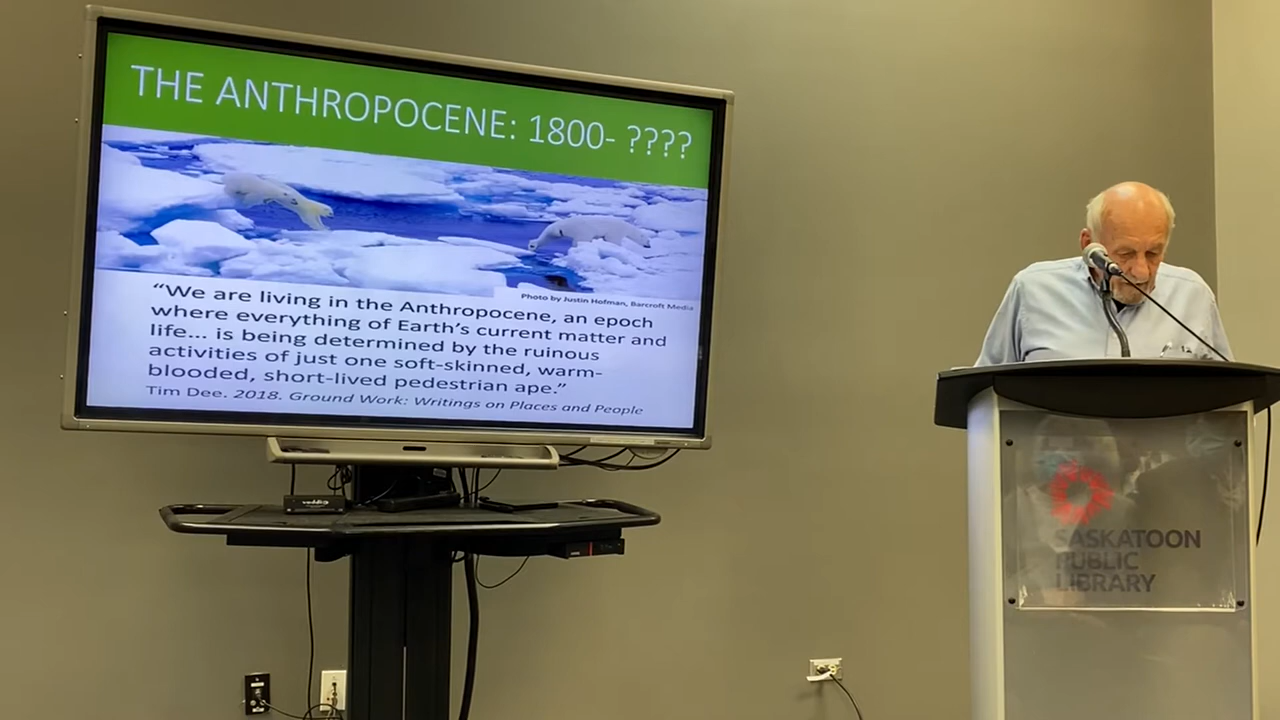 THE ANTHROPOCENE: 1800- ????
Photo by Justin Hofman, Barcroft Media
“We are living in the Anthropocene, an epoch
where everything of Earth’s current matter and
life... is being determined by the ruinous
activities of just one soft-skinned, warm-
blooded, short-lived pedestrian ape.”
Tim Dee. 2018. Ground Work: Writings on Places and People
SASKATOON
PUBLIC
LIBRARY